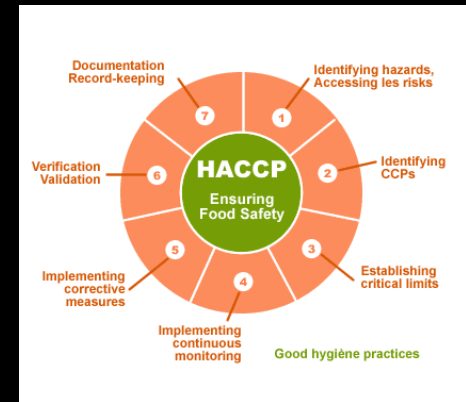 Documentation
Record-keeping
Identifying hazards,
Accessing les risks
7
1
HACCP
Ensuring
Food Safety
Verification
Validation
6
2
Identifying
CCPs
5
3
4
Implementing
corrective
measures
Establishing
critical limits
Implementing
continuous
monitoring
Good hygiène practices